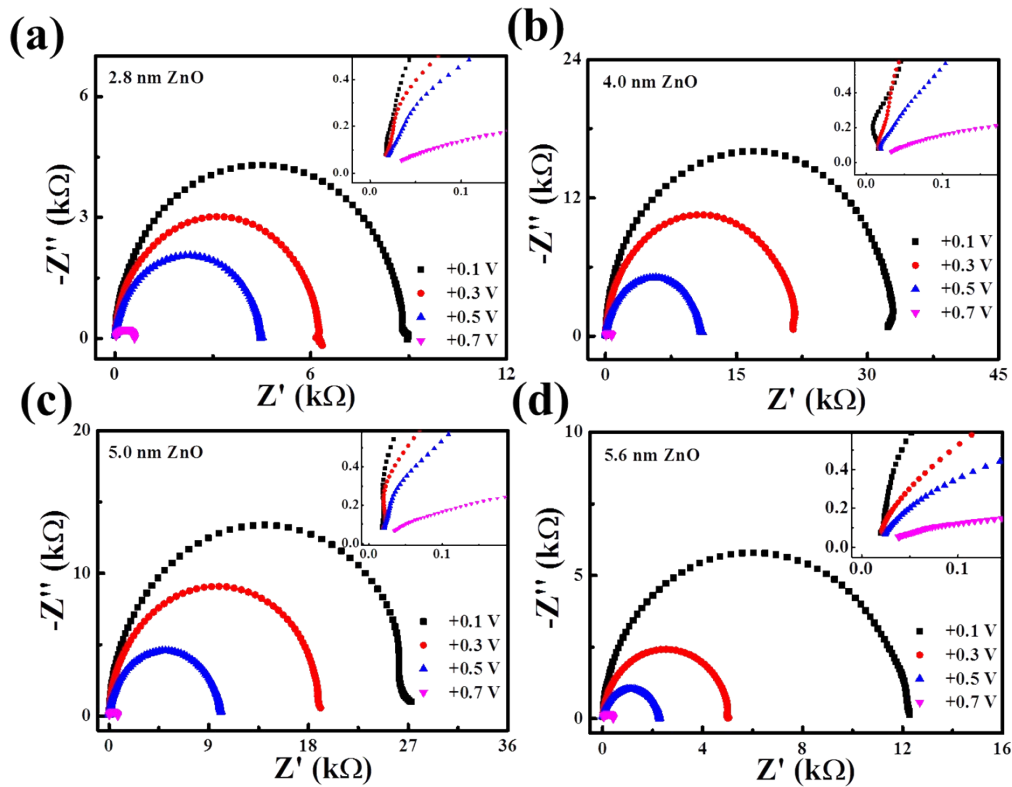 (a)
2.8 nm ZnO
6
3
0
-Z'' (kΩ)
0.4
0.2
0.0
0.0 0.1
+0.1 V
+0.3 V
+0.5 V
+0.7 V
0 6 12
Z' (kΩ)
(b)
4.0 nm ZnO
24
12
0
-Z'' (kΩ)
0.4
0.2
0.0
0.0 0.1
+0.1 V
+0.3 V
+0.5 V
+0.7 V
0 15 30 45
Z' (kΩ)
(c)
5.0 nm ZnO
20
10
0
-Z'' (kΩ)
0.4
0.2
0.0
0.0 0.1
+0.1 V
+0.3 V
+0.5 V
+0.7 V
0 9 18 27 36
Z' (kΩ)
(d)
5.6 nm ZnO
10
5
0
-Z'' (kΩ)
0.4
0.2
0.0
0.0 0.1
+0.1 V
+0.3 V
+0.5 V
+0.7 V
0 4 8 12 16
Z' (kΩ)